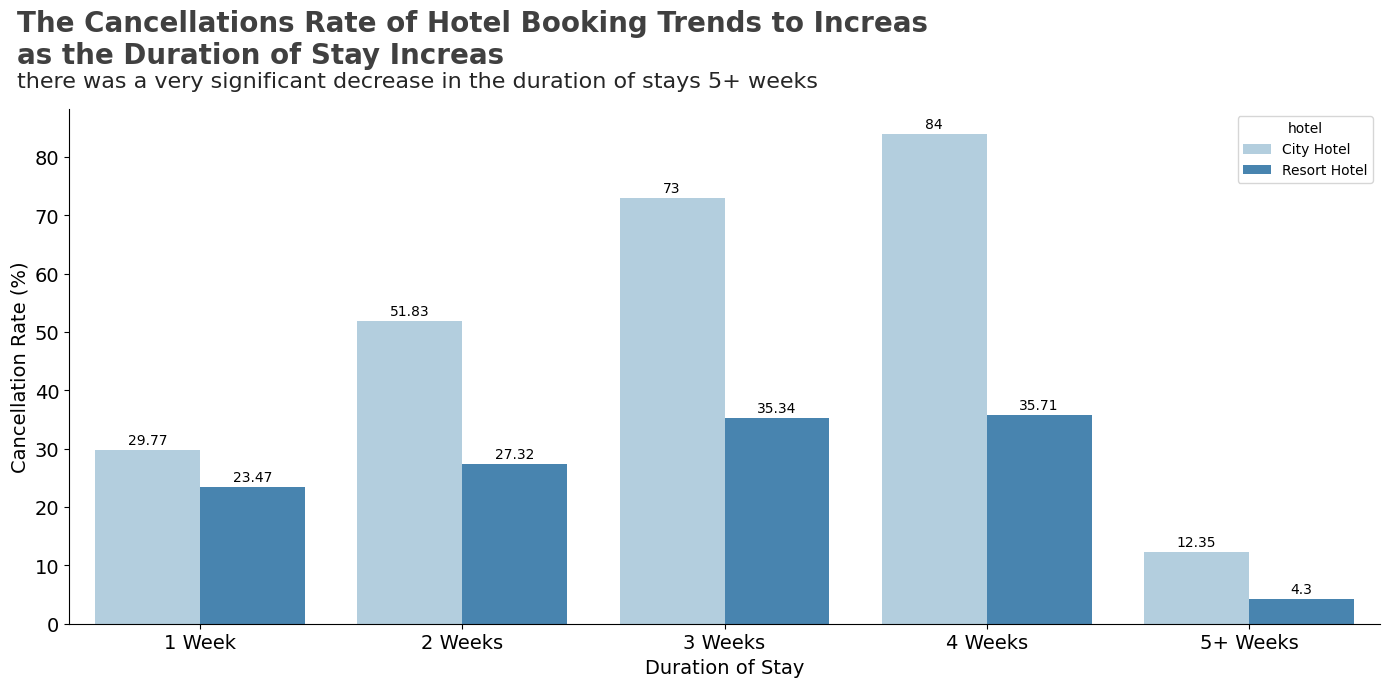 The Cancellations Rate of Hotel Booking Trends to Increas
as the Duration of Stay Increas
there was a very significant decrease in the duration of stays 5+ weeks
hotel
City Hotel
Resort Hotel
Cancellation Rate (%)
80
70
60
50
40
30
20
10
0
29.77
23.47
51.83
27.32
73
35.34
84
35.71
12.35
4.3
1 Week
2 Weeks
3 Weeks
4 Weeks
5+ Weeks
Duration of Stay